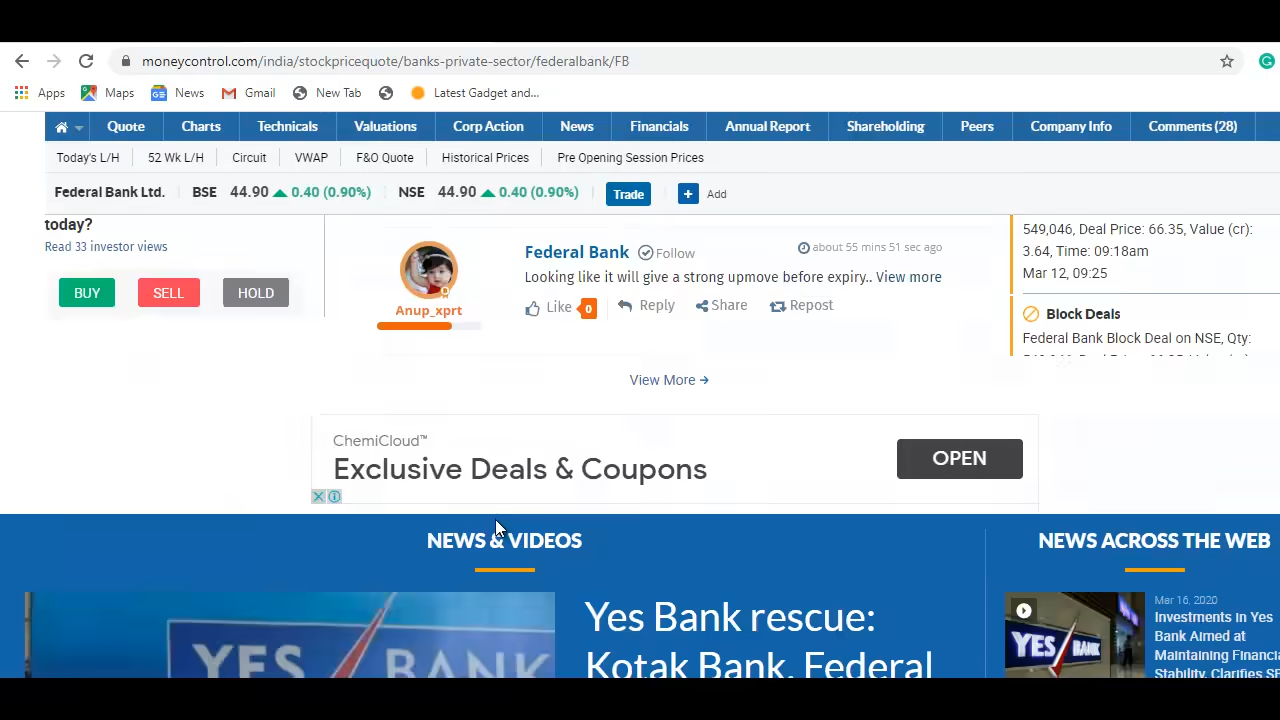 moneycontrol.com/india/stockpricequote/banks-private-sector/federalbank/FB
Apps Maps News Gmail New Tab Latest Gadget and...
Quote Charts Technicals Valuations Corp Action News Financials Annual Report Shareholding Peers Company Info Comments (28)
Today's L/H 52 Wk L/H Circuit VWAP F&O Quote Historical Prices Pre Opening Session Prices
Federal Bank Ltd. BSE 44.90 0.40 (0.90%) NSE 44.90 0.40 (0.90%) Trade + Add
today?
Read 33 investor views
BUY SELL HOLD
Anup_xprt
Federal Bank Follow about 55 mins 51 sec ago
Looking like it will give a strong upmove before expiry.. View more
Like 0 Reply Share Repost
View More
549,046, Deal Price: 66.35, Value (cr):
3.64, Time: 09:18am
Mar 12, 09:25
Block Deals
Federal Bank Block Deal on NSE, Qty:
ChemiCloud™
Exclusive Deals & Coupons
OPEN
NEWS & VIDEOS
YES BANK
Yes Bank rescue:
Kotak Bank, Federal
NEWS ACROSS THE WEB
YES BANK
Mar 16, 2020
Investments in Yes
Bank Aimed at
Maintaining